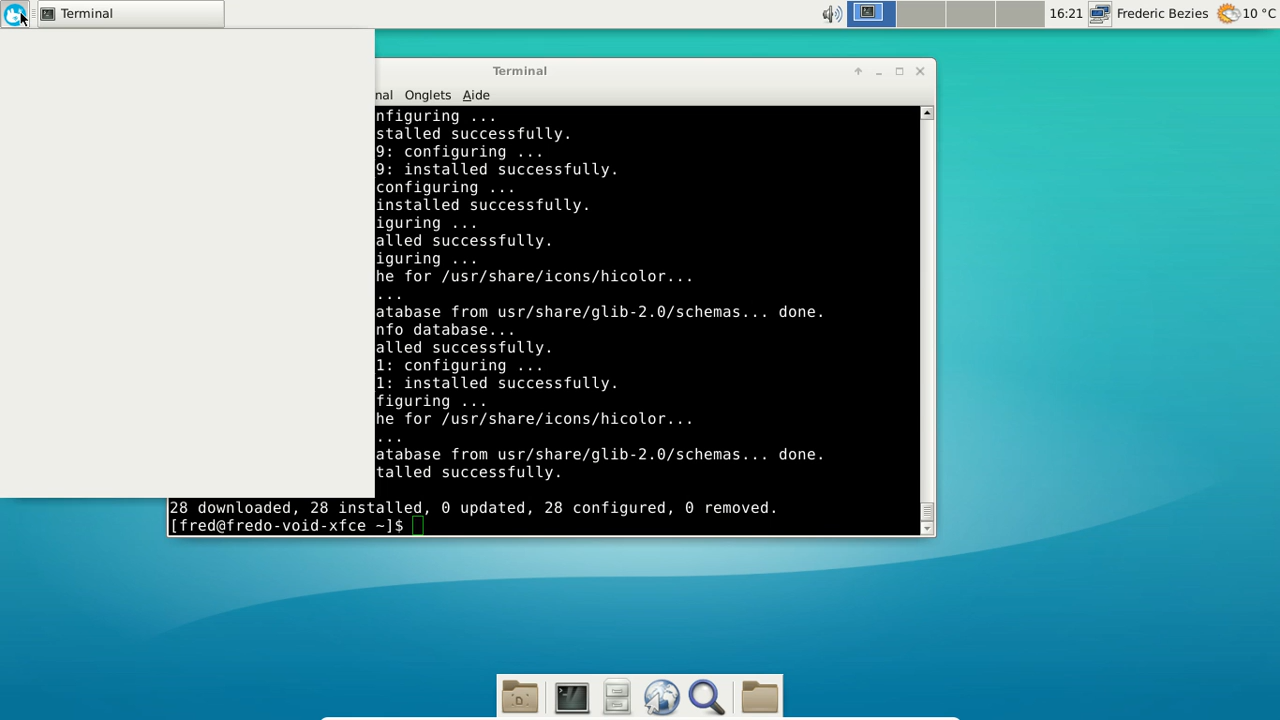 Terminal
16:21
Frederic Bezies
10 °C
Terminal
nal Onglets Aide
nfiguring ...
stalled successfully.
9: configuring ...
9: installed successfully.
configuring ...
installed successfully.
iguring ...
alled successfully.
iguring ...
he for /usr/share/icons/hicolor...
...
atabase from usr/share/glib-2.0/schemas... done.
nfo database...
alled successfully.
1: configuring ...
1: installed successfully.
figuring ...
he for /usr/share/icons/hicolor...
...
atabase from usr/share/glib-2.0/schemas... done.
talled successfully.
28 downloaded, 28 installed, 0 updated, 28 configured, 0 removed.
[fred@fredo-void-xfce ~]$
D